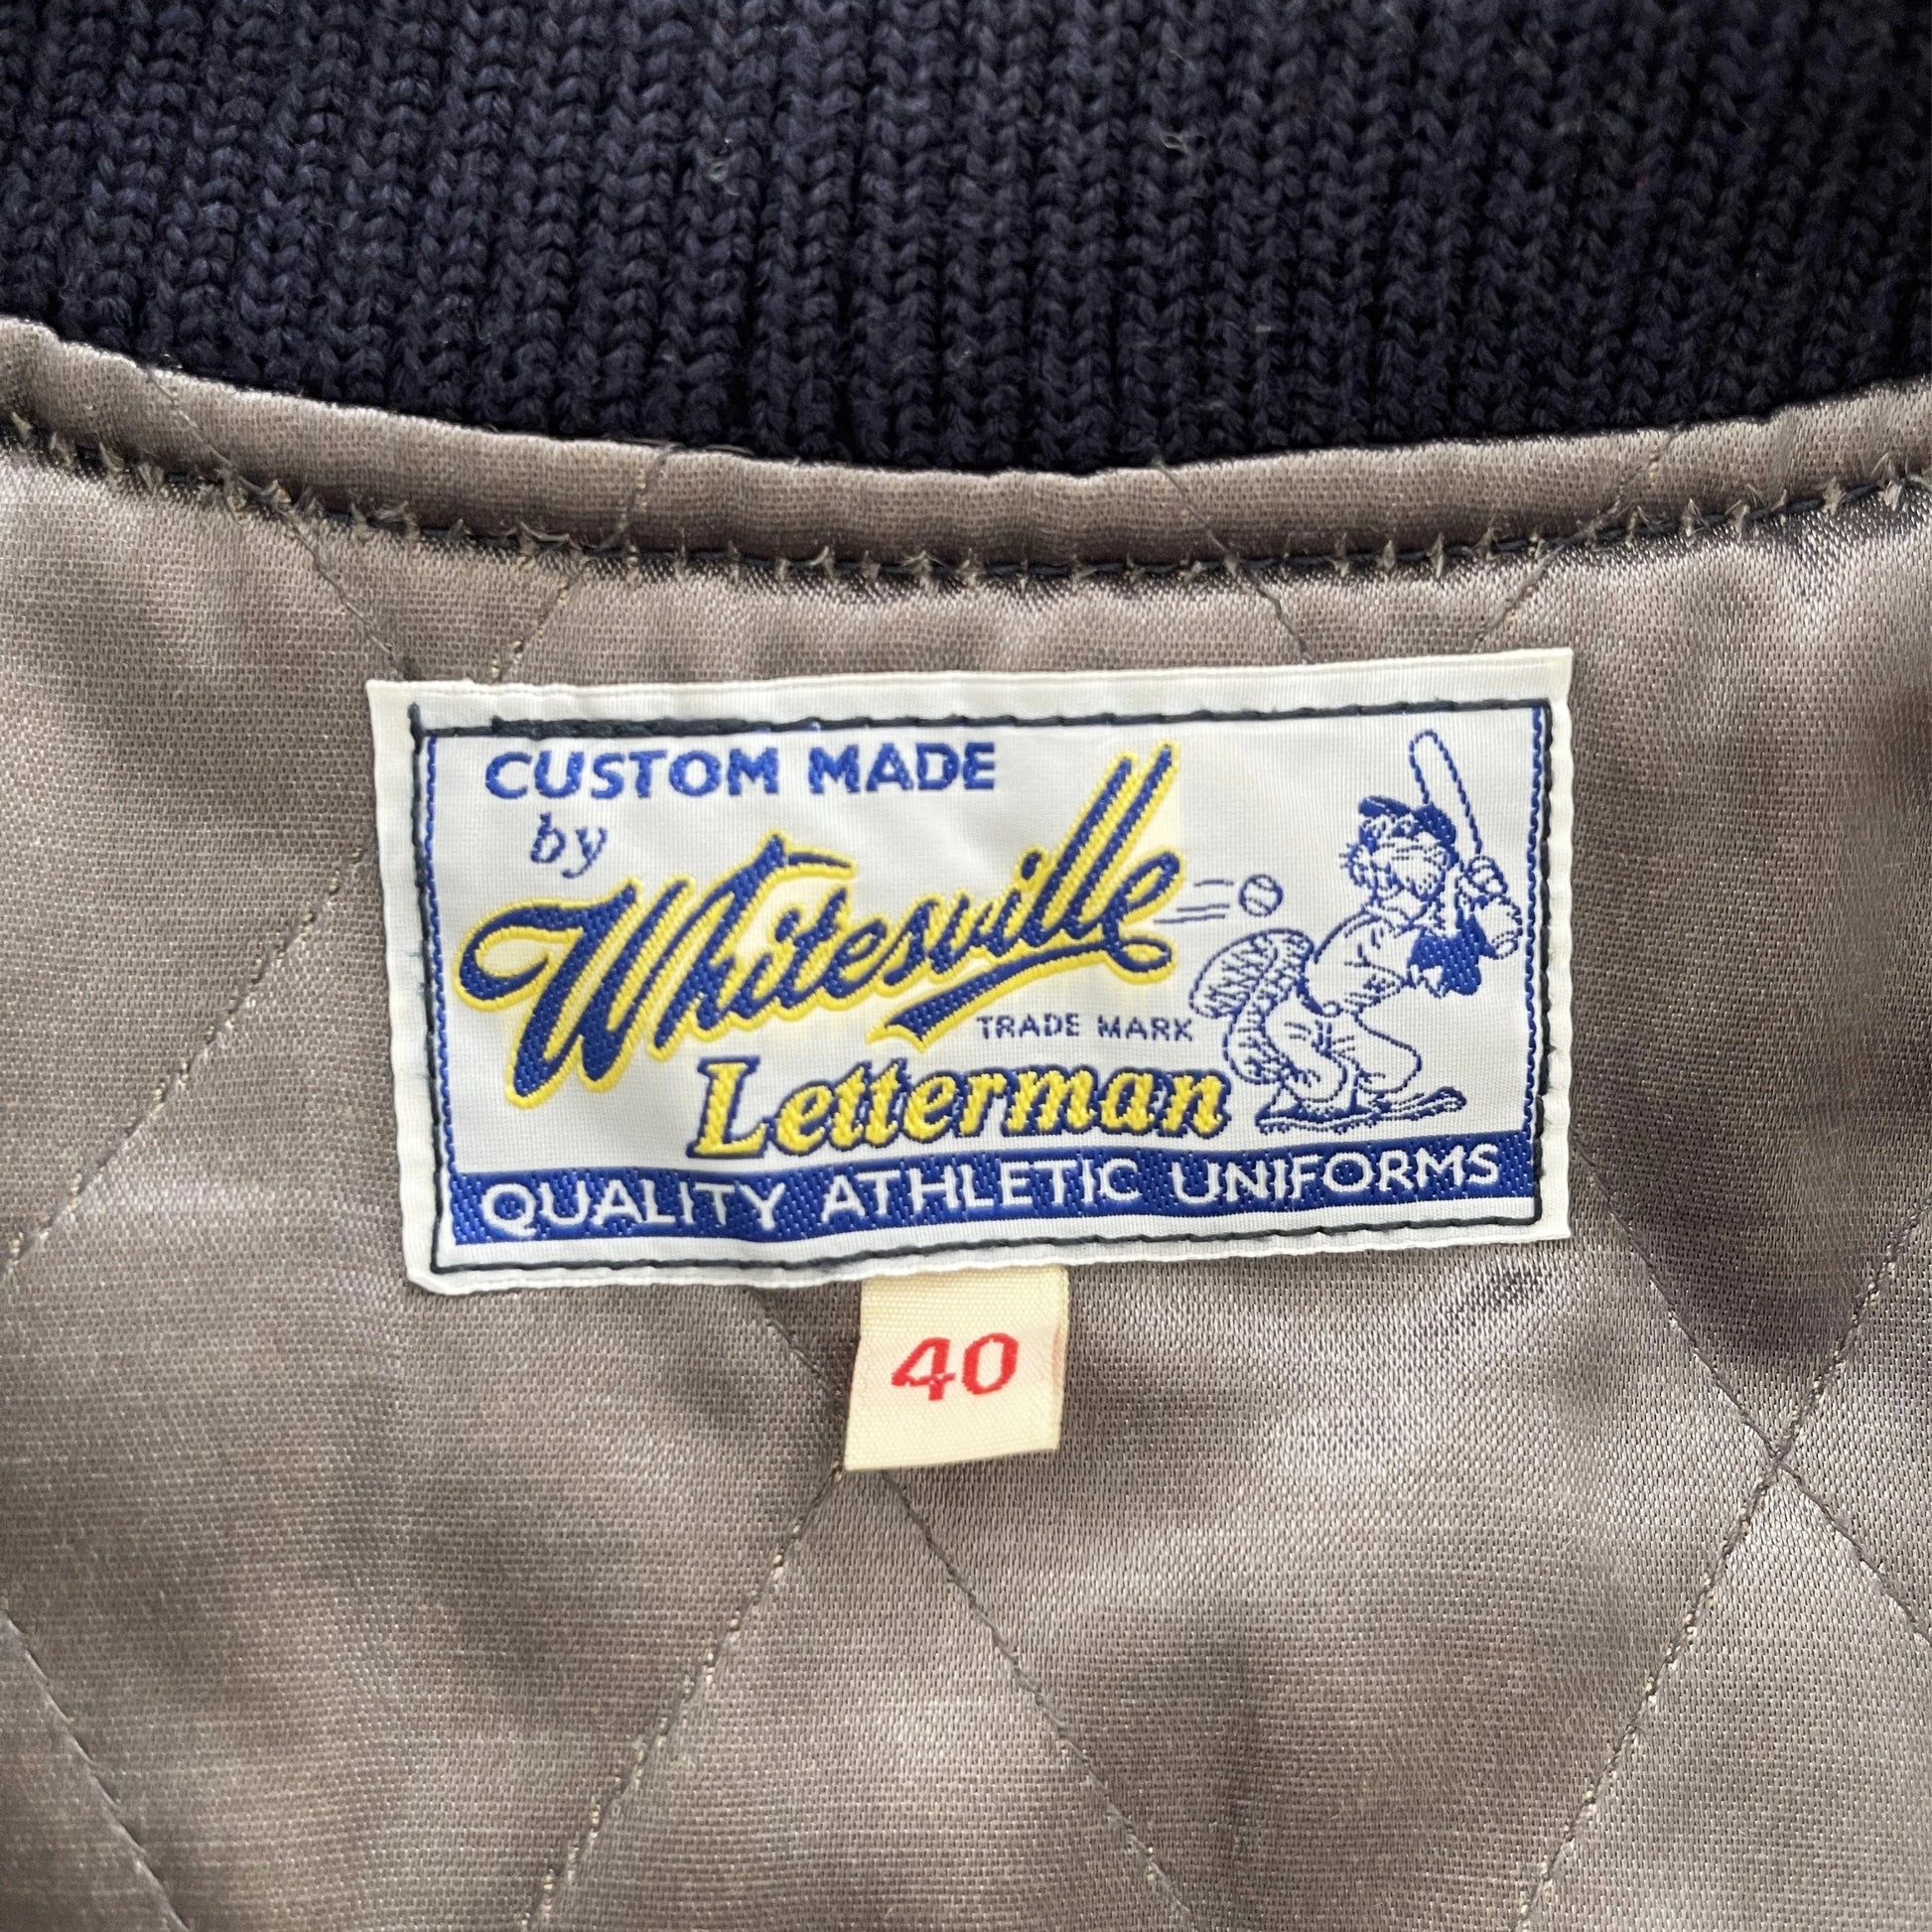 CUSTOM MADE
by
Whitesville
TRADE MARK
Letterman
QUALITY ATHLETIC UNIFORMS
40